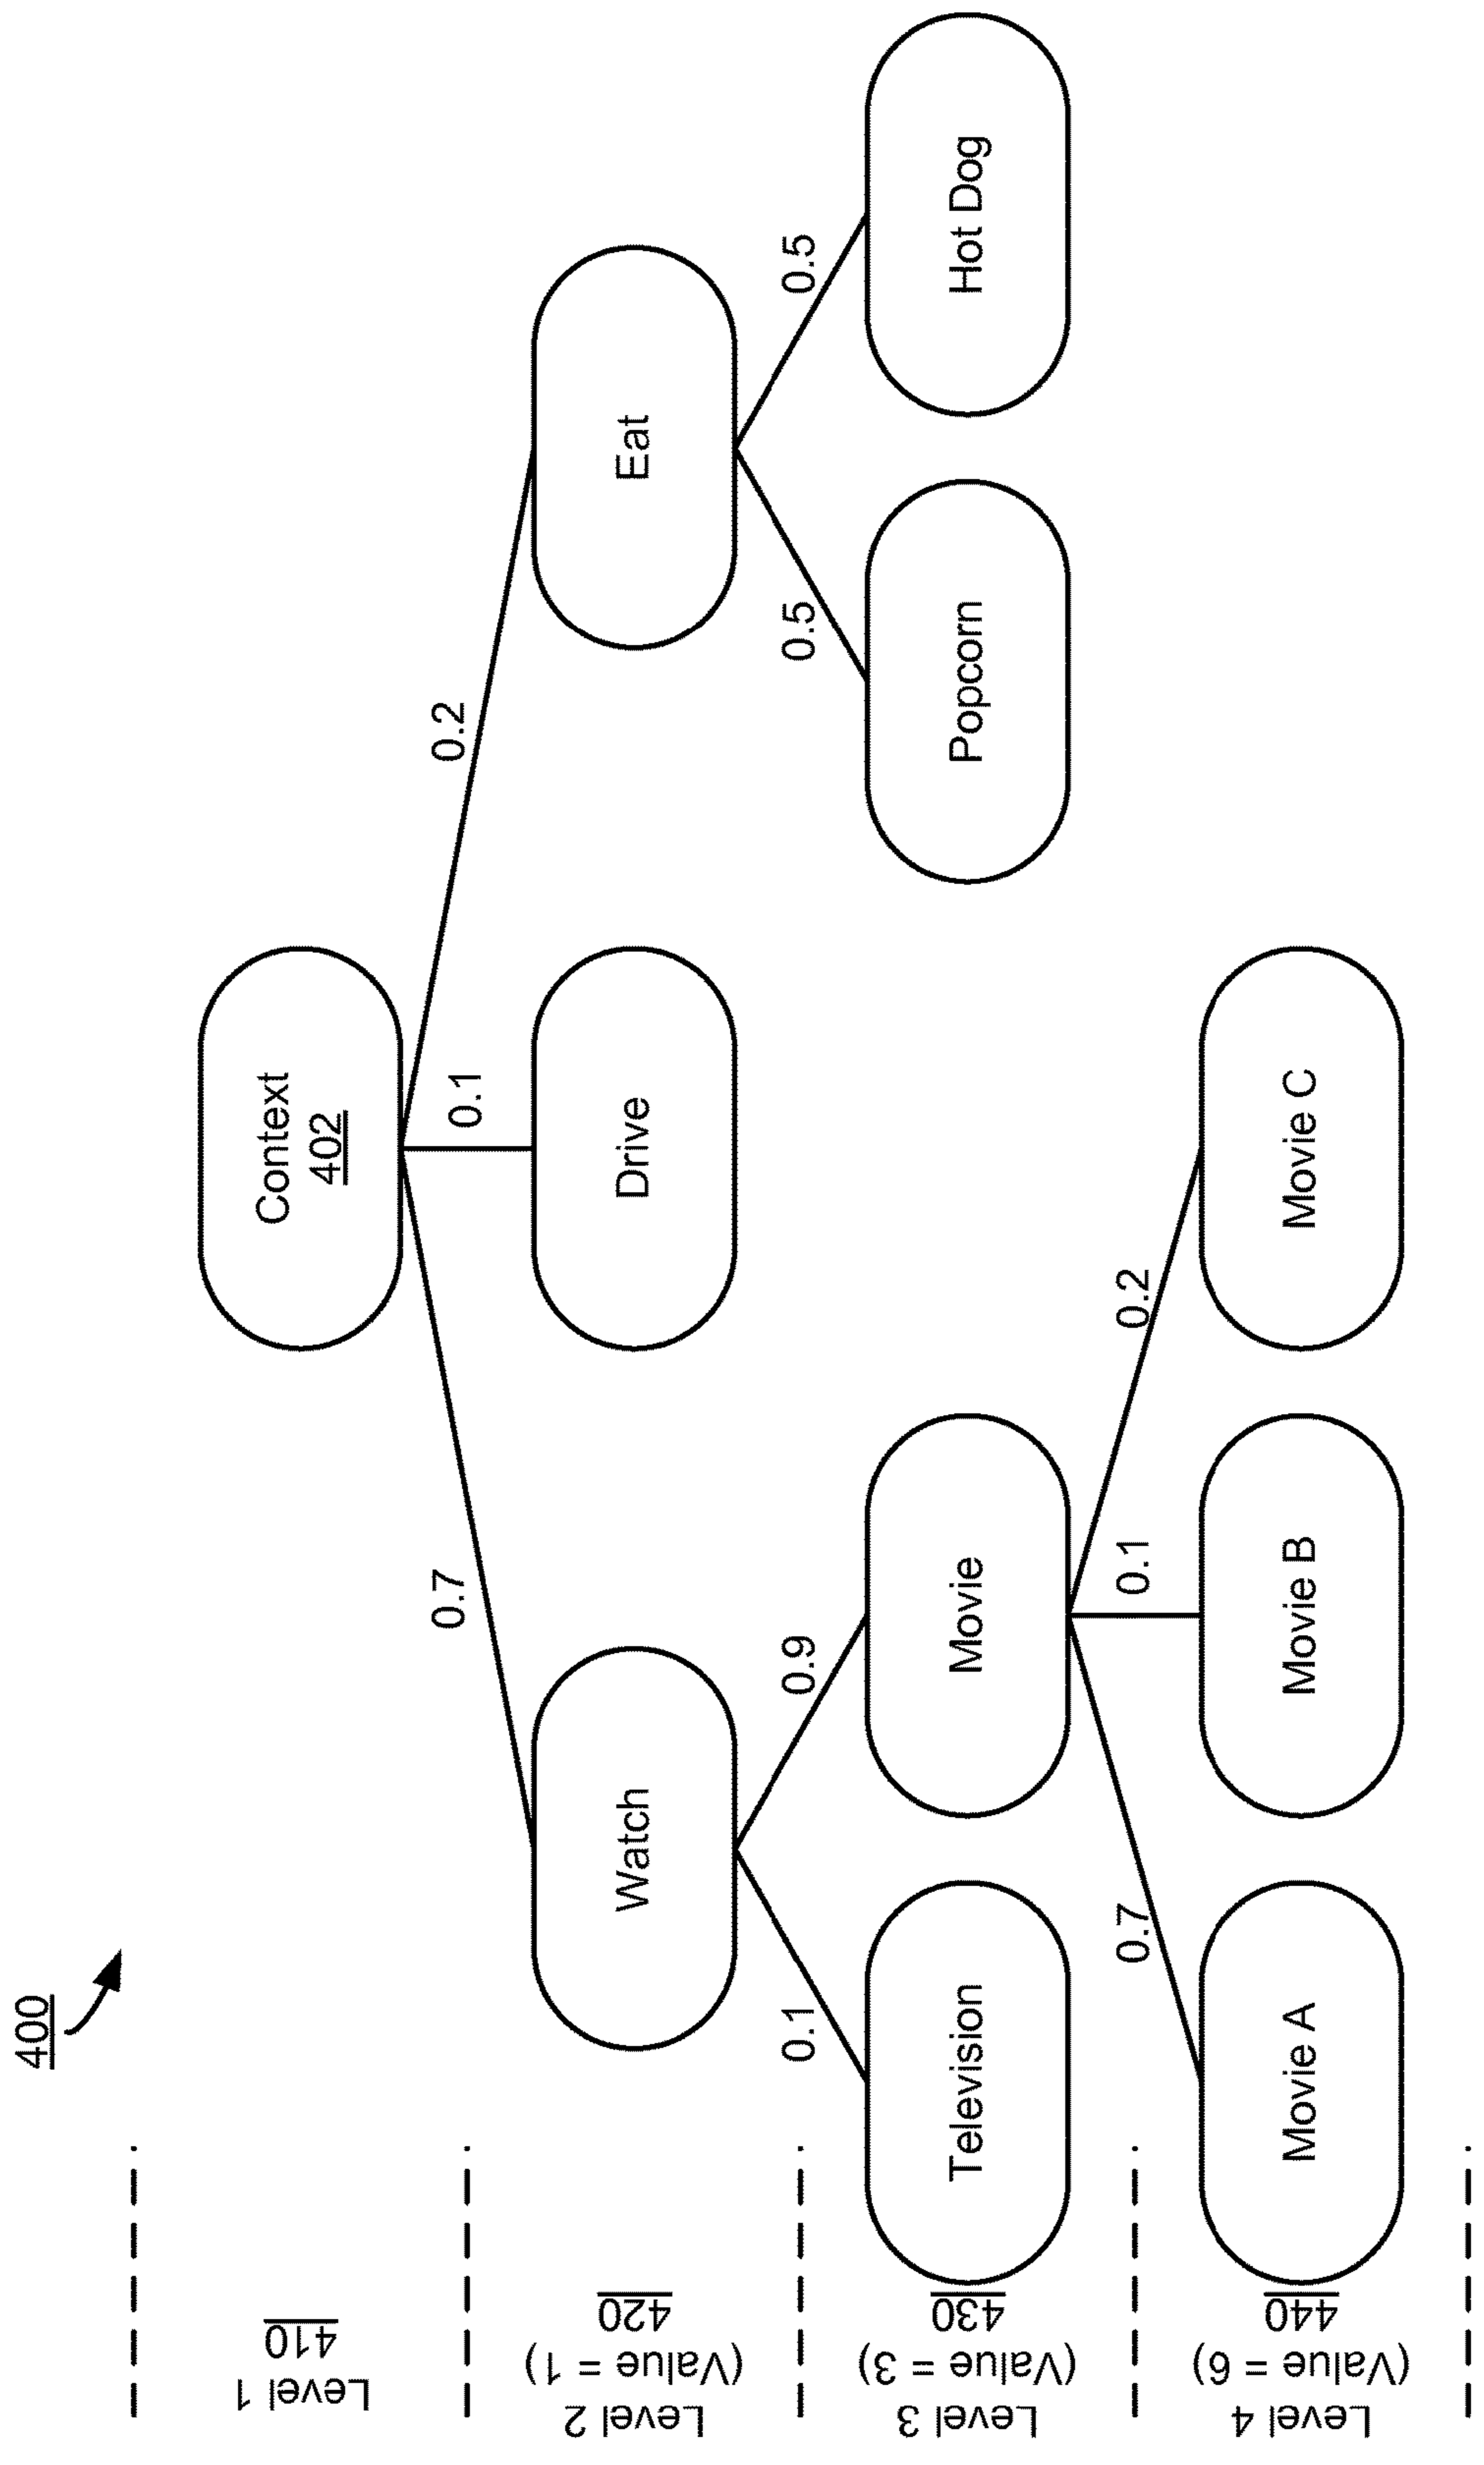 400
Level 1
410
Context
402
0.7
0.1
0.2
Level 2
(Value = 1)
420
Watch
Drive
Eat
0.1
0.9
0.5
0.5
Level 3
(Value = 3)
430
Television
Movie
Popcorn
Hot Dog
0.7
0.1
0.2
Level 4
(Value = 6)
440
Movie A
Movie B
Movie C